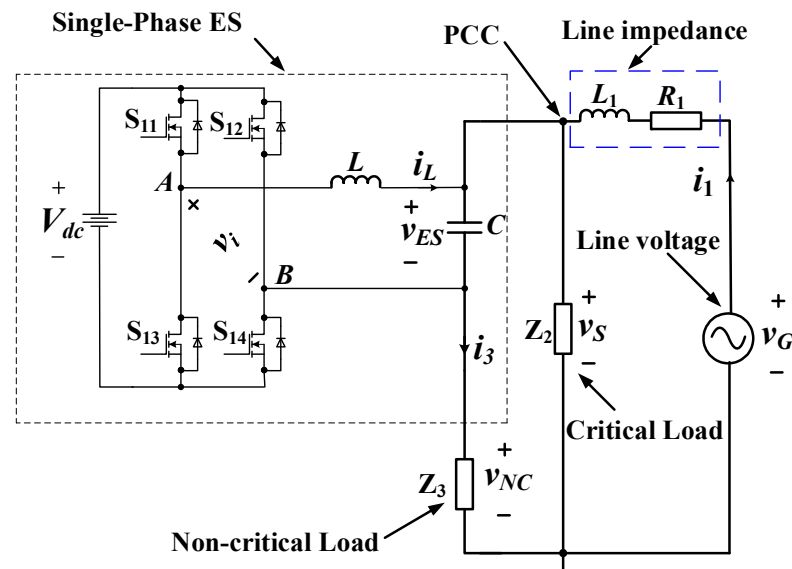 Single-Phase ES
PCC
Line impedance
S11
S12
L1
R1
A
L
iL
i1
+
Vdc
−
+
vES
−
C
vi
B
Line voltage
S13
S14
i3
Z2
+
vS
−
+
vG
−
Critical Load
Z3
+
vNC
−
Non-critical Load